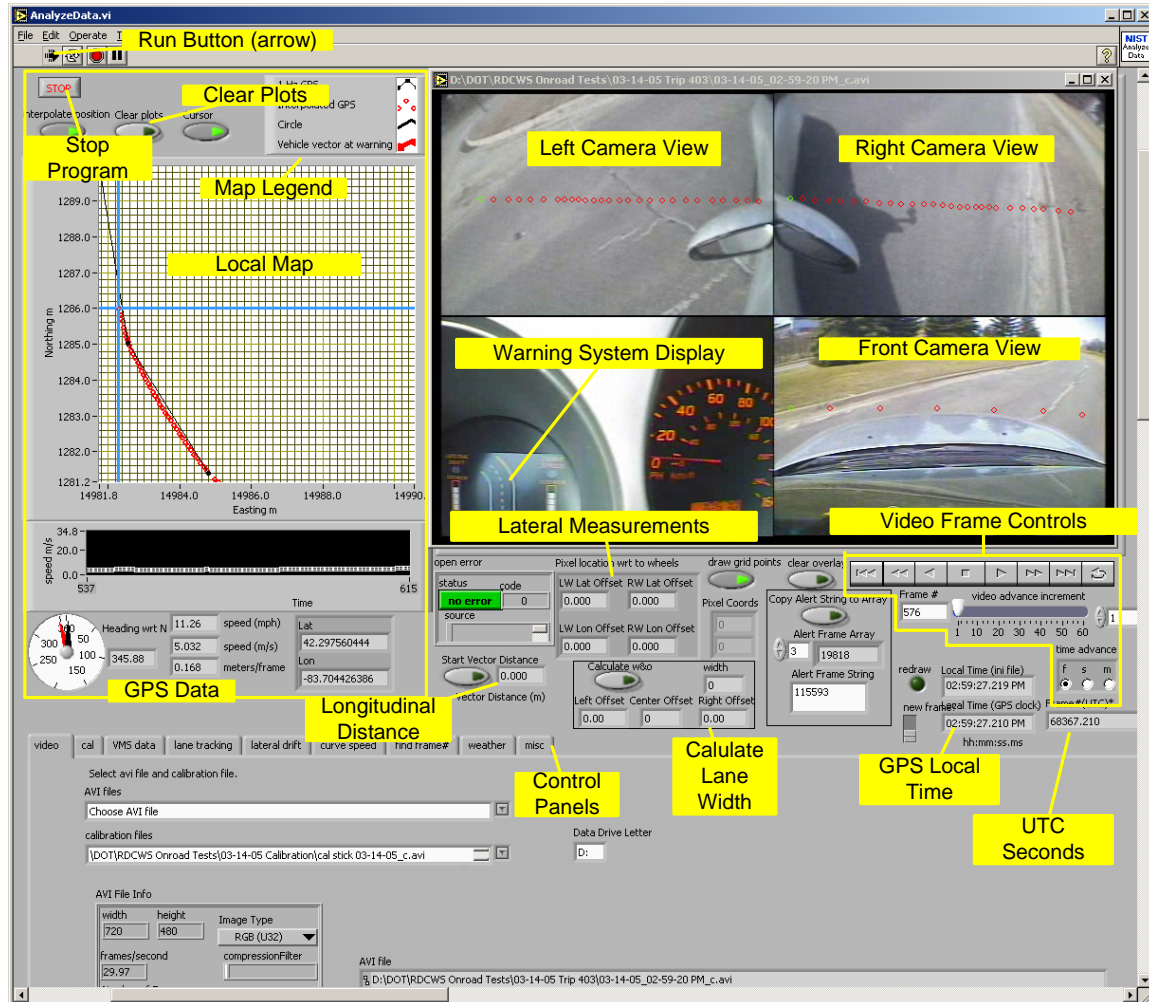 AnalyzeData.vi
File Edit Operate
Run Button (arrow)
NIST
Analyze
Data
STOP
Clear Plots
Interpolated GPS
Interpolate position Clear plots Cursor
Circle
Vehicle vector at warning
Stop
Program
Map Legend
Local Map
1289.0
1288.0
1287.0
1286.0
1285.0
1284.0
1283.0
1282.0
1281.2
Northing m
14981.8 14984.0 14986.0 14988.0 14990.
Easting m
34.8
20.0
0.0
speed m/s
537 615
Time
300 50
250 100
150
Heading wrt N
345.88
11.26 speed (mph)
5.032 speed (m/s)
0.168 meters/frame
Lat
42.297560444
Lon
-83.704426386
GPS Data
D:\DOT\RDCWS Onroad Tests\03-14-05 Trip 403\03-14-05_02-59-20 PM_c.avi
Left Camera View
Right Camera View
Warning System Display
Front Camera View
20 40 60 80
Lateral Measurements
Video Frame Controls
open error
status code
no error 0
source
Pixel location wrt to wheels
LW Lat Offset RW Lat Offset
0.000 0.000
LW Lon Offset RW Lon Offset
0.000 0.000
draw grid points clear overlay
Pixel Coords
0
0
Copy Alert String to Array
Alert Frame Array
3 19818
Alert Frame String
115593
Frame #
576
video advance increment
1 10 20 30 40 50 60
1
time advance
f s m
redraw
Local Time (ini file)
02:59:27.219 PM
new frame
Local Time (GPS clock)
02:59:27.210 PM
hh:mm:ss.ms
Frame#(UTC)*
68367.210
Start Vector Distance
0.000
Vector Distance (m)
Longitudinal
Distance
Calculate w&o width
0
Left Offset Center Offset Right Offset
0.00 0 0.00
Calulate
Lane
Width
GPS Local
Time
UTC
Seconds
Control
Panels
video cal VMS data lane tracking lateral drift curve speed find frame# weather misc
Select avi file and calibration file.
AVI files
Choose AVI file
calibration files
\DOT\RDCWS Onroad Tests\03-14-05 Calibration\cal stick 03-14-05_c.avi
Data Drive Letter
D:
AVI File Info
width height
720 480
Image Type
RGB (U32)
frames/second
29.97
compressionFilter
AVI file
D:\DOT\RDCWS Onroad Tests\03-14-05 Trip 403\03-14-05_02-59-20 PM_c.avi